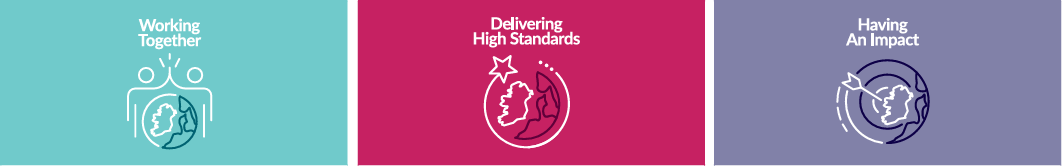 Working
Together
Delivering
High Standards
Having
An Impact